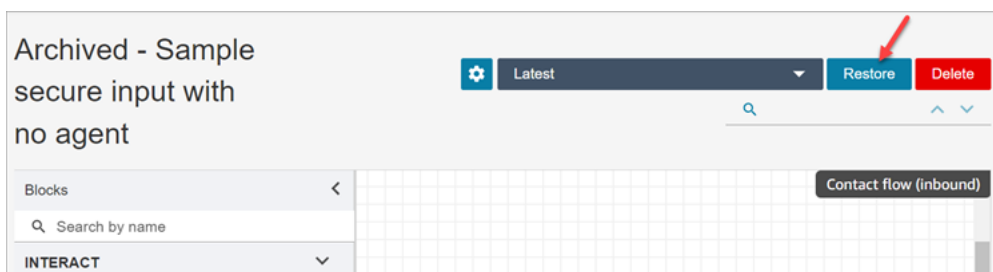 Archived - Sample
secure input with
no agent
Latest
Restore
Delete
Blocks
Contact flow (inbound)
Search by name
INTERACT